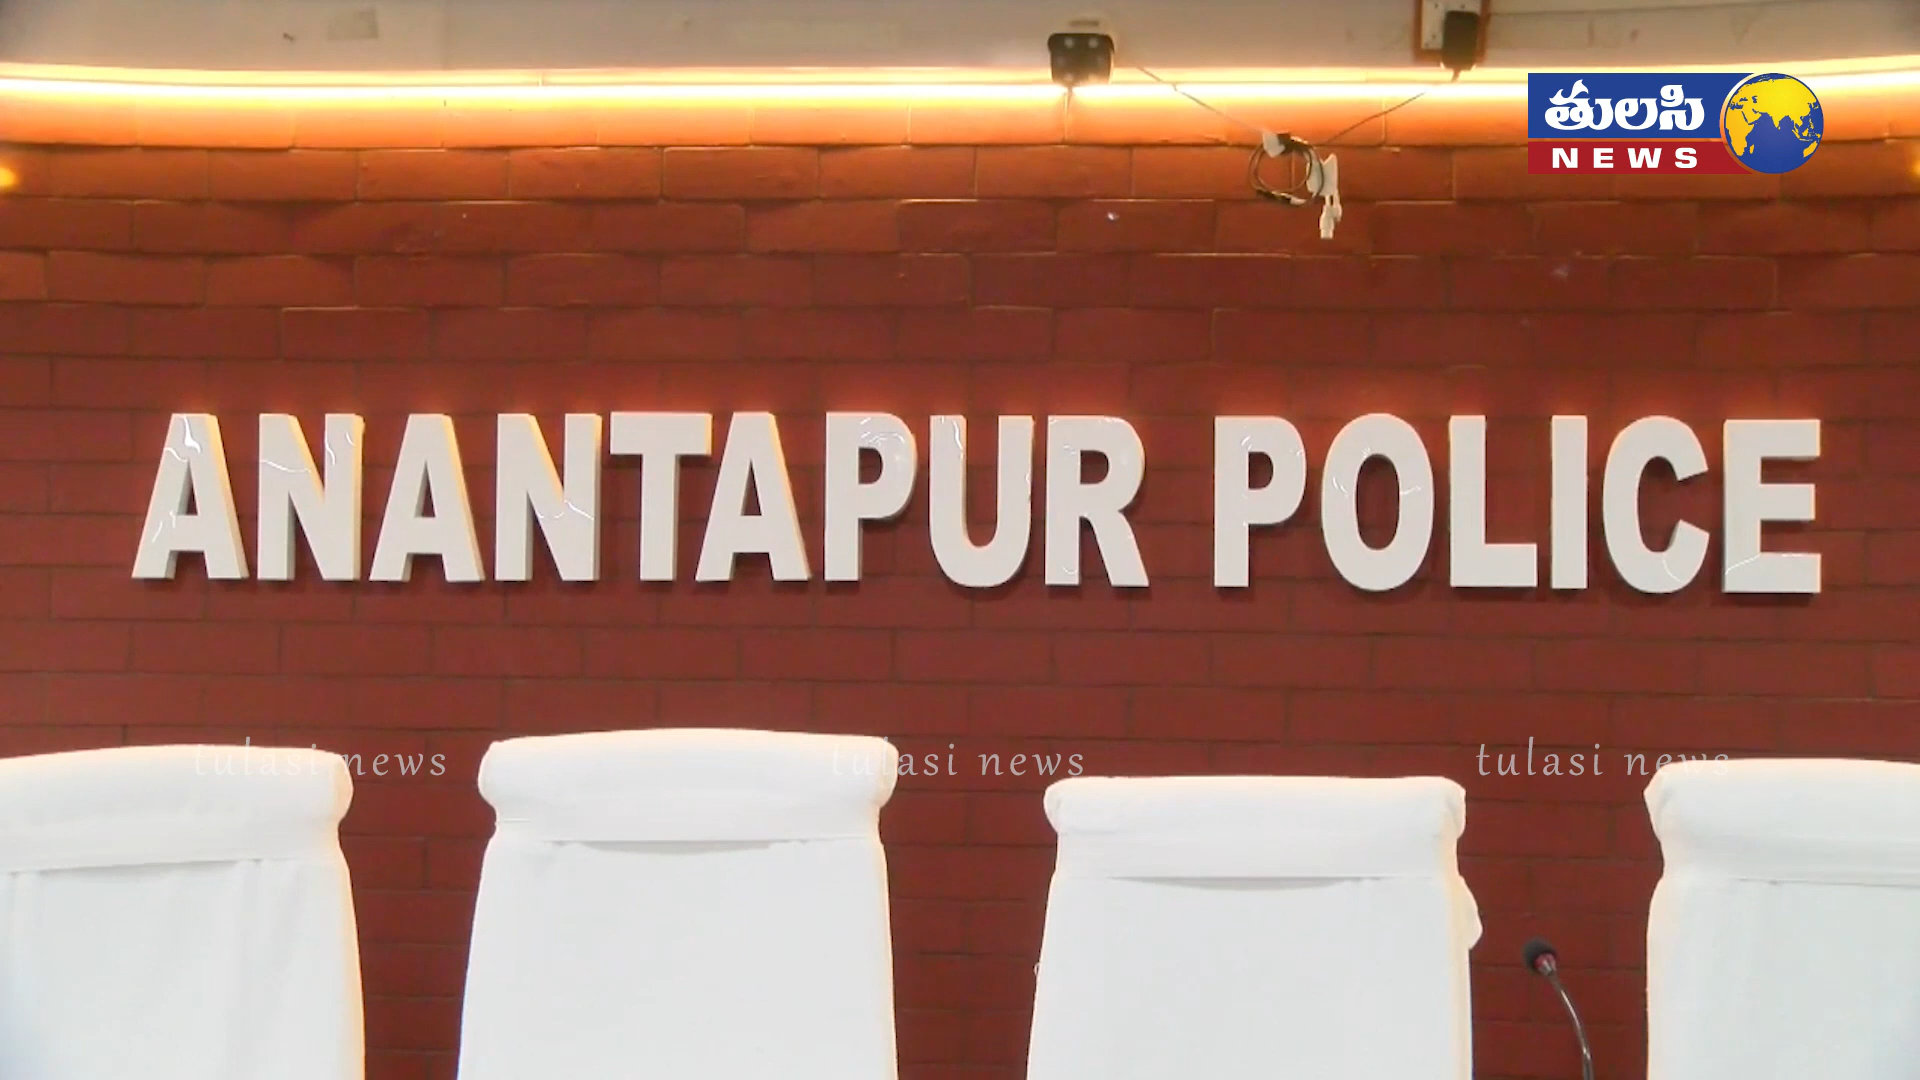 తులసి
NEWS
ANANTAPUR POLICE
tulasi news tulasi news tulasi news